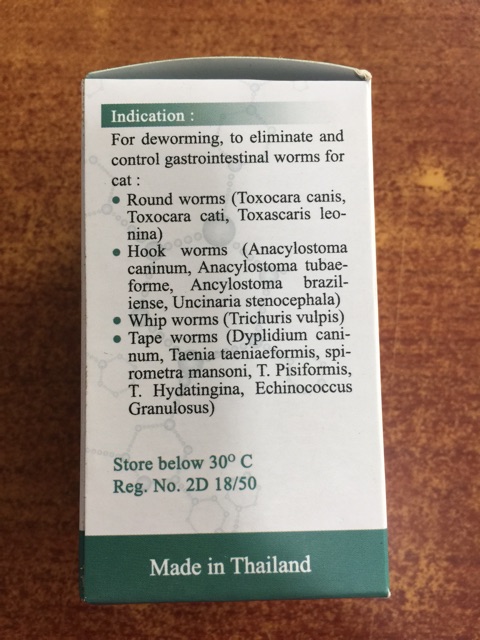 Indication :
For deworming, to eliminate and
control gastrointestinal worms for
cat :
• Round worms (Toxocara canis,
Toxocara cati, Toxascaris leo-
nina)
• Hook worms (Anacylostoma
caninum, Anacylostoma tubae-
forme, Ancylostoma brazil-
iense, Uncinaria stenocephala)
• Whip worms (Trichuris vulpis)
• Tape worms (Dyplidium cani-
num, Taenia taeniaeformis, spi-
rometra mansoni, T. Pisiformis,
T. Hydatingina, Echinococcus
Granulosus)
Store below 30° C
Reg. No. 2D 18/50
Made in Thailand